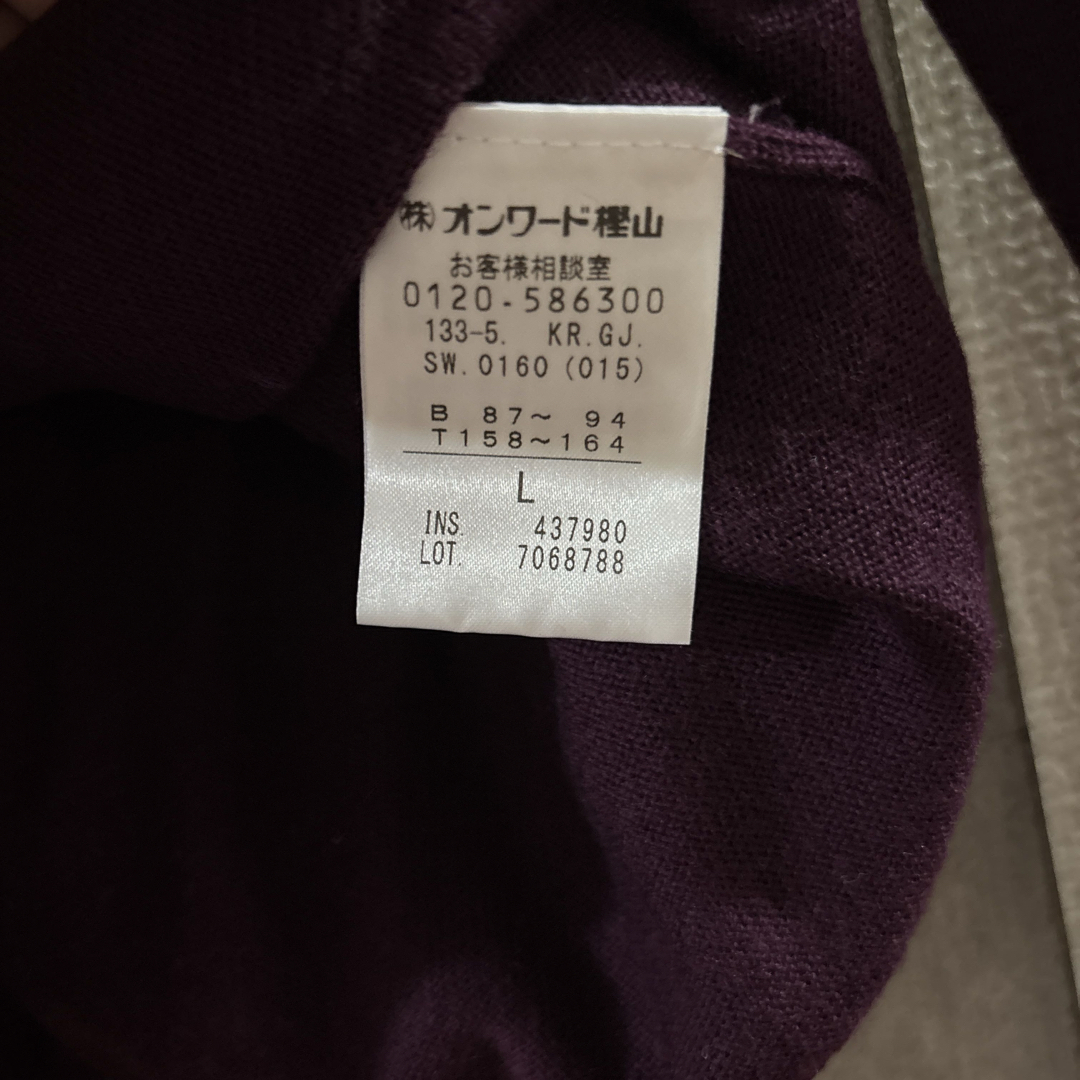 ㈱オンワード樫山
お客様相談室
0120-586300
133-5. KR.GJ.
SW.0160 (015)
B 87～ 94
T158～164
L
INS. 437980
LOT. 7068788